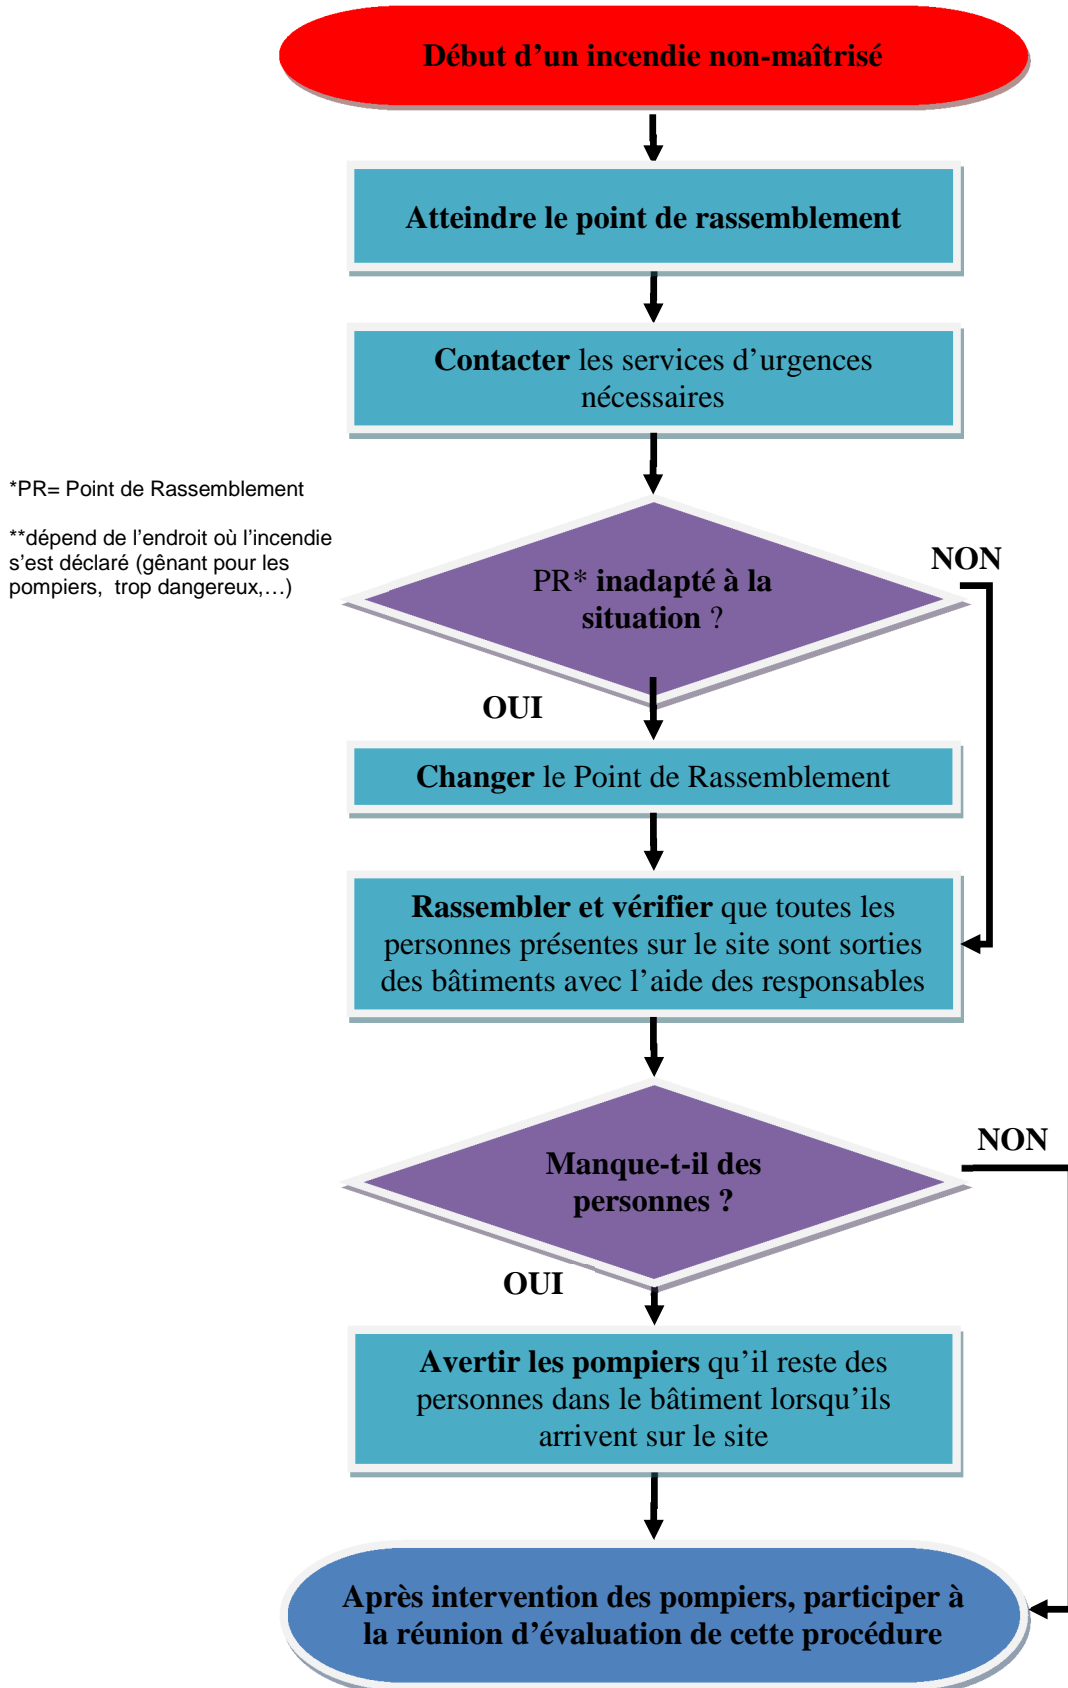 Début d’un incendie non-maîtrisé
Atteindre le point de rassemblement
Contacter les services d’urgences
nécessaires
*PR= Point de Rassemblement
**dépend de l’endroit où l’incendie
s’est déclaré (gênant pour les
pompiers, trop dangereux,…)
PR* inadapté à la
situation ?
NON
OUI
Changer le Point de Rassemblement
Rassembler et vérifier que toutes les
personnes présentes sur le site sont sorties
des bâtiments avec l’aide des responsables
Manque-t-il des
personnes ?
NON
OUI
Avertir les pompiers qu’il reste des
personnes dans le bâtiment lorsqu’ils
arrivent sur le site
Après intervention des pompiers, participer à
la réunion d’évaluation de cette procédure